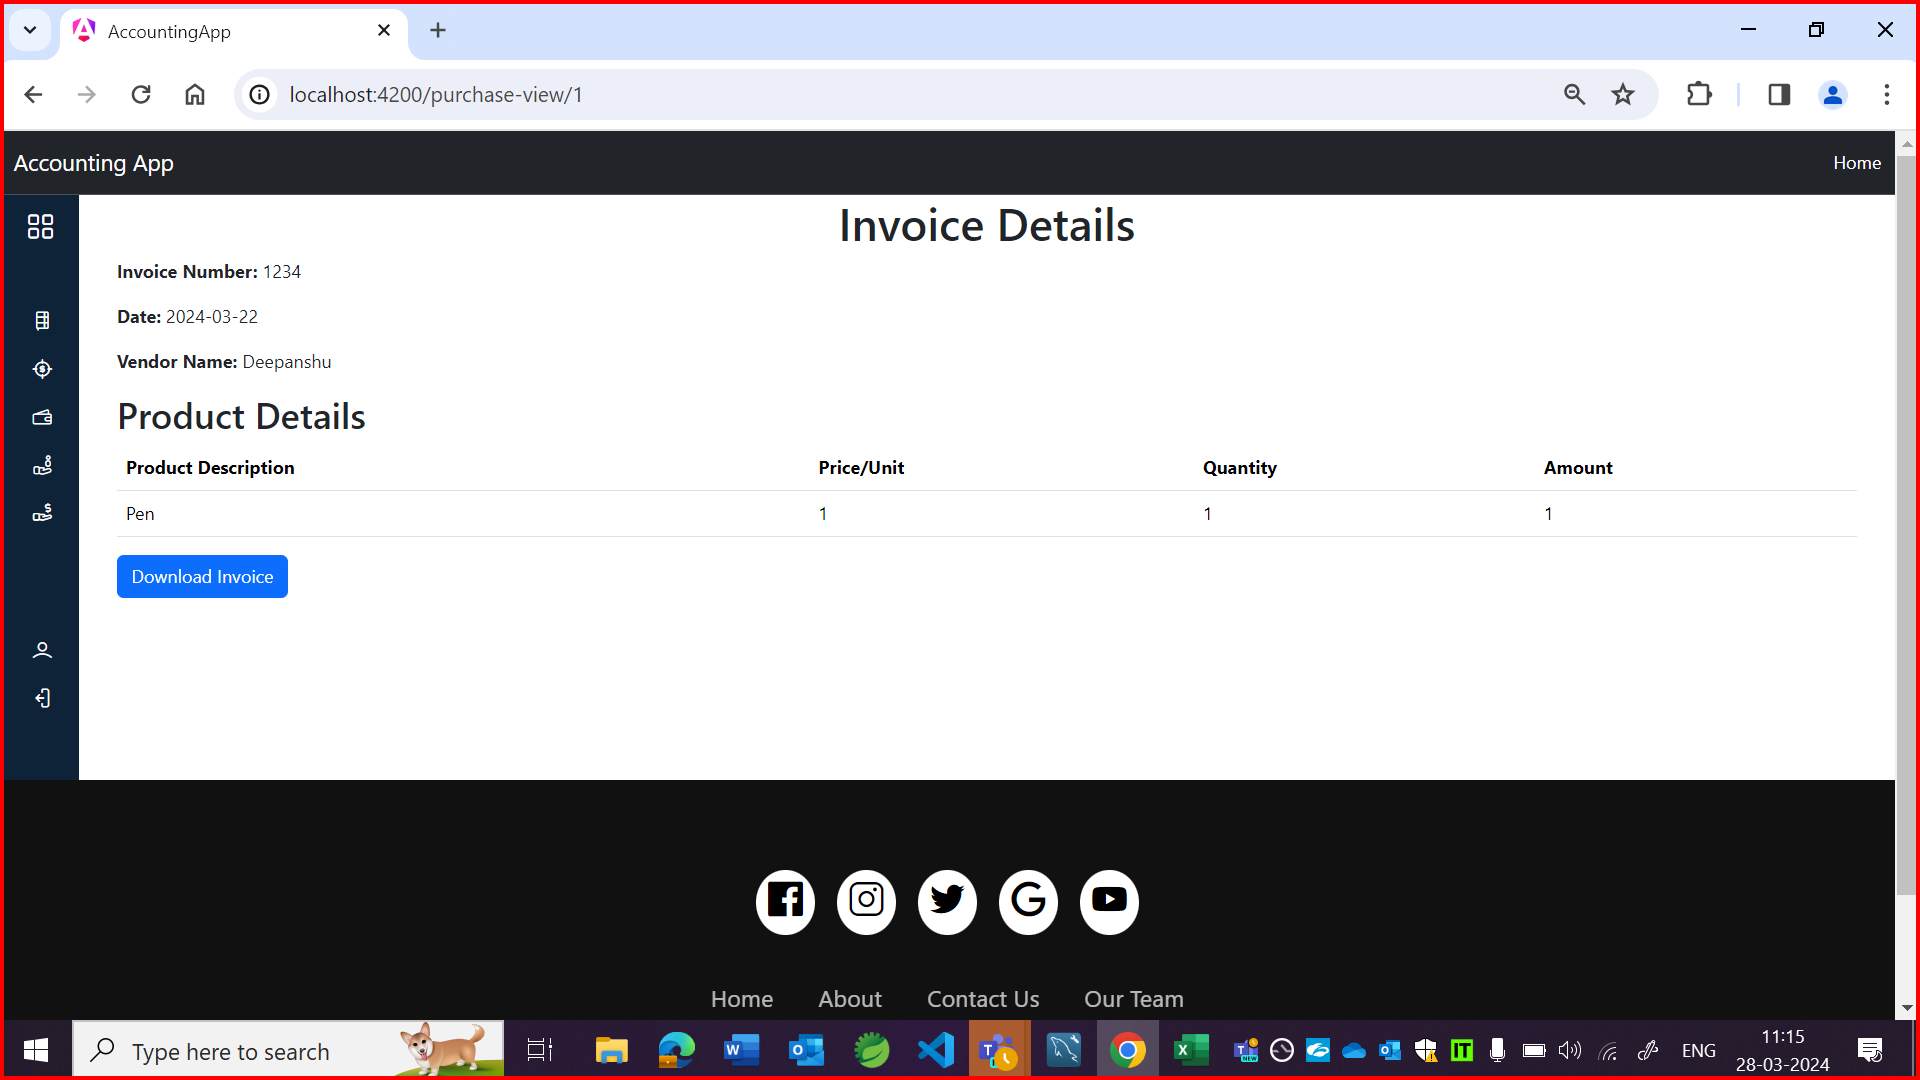 AccountingApp
localhost:4200/purchase-view/1
Accounting App
Home
Invoice Details
Invoice Number: 1234
Date: 2024-03-22
Vendor Name: Deepanshu
Product Details
Product Description Price/Unit Quantity Amount
Pen 1 1 1
Download Invoice
Home About Contact Us Our Team
Type here to search
ENG
11:15
28-03-2024